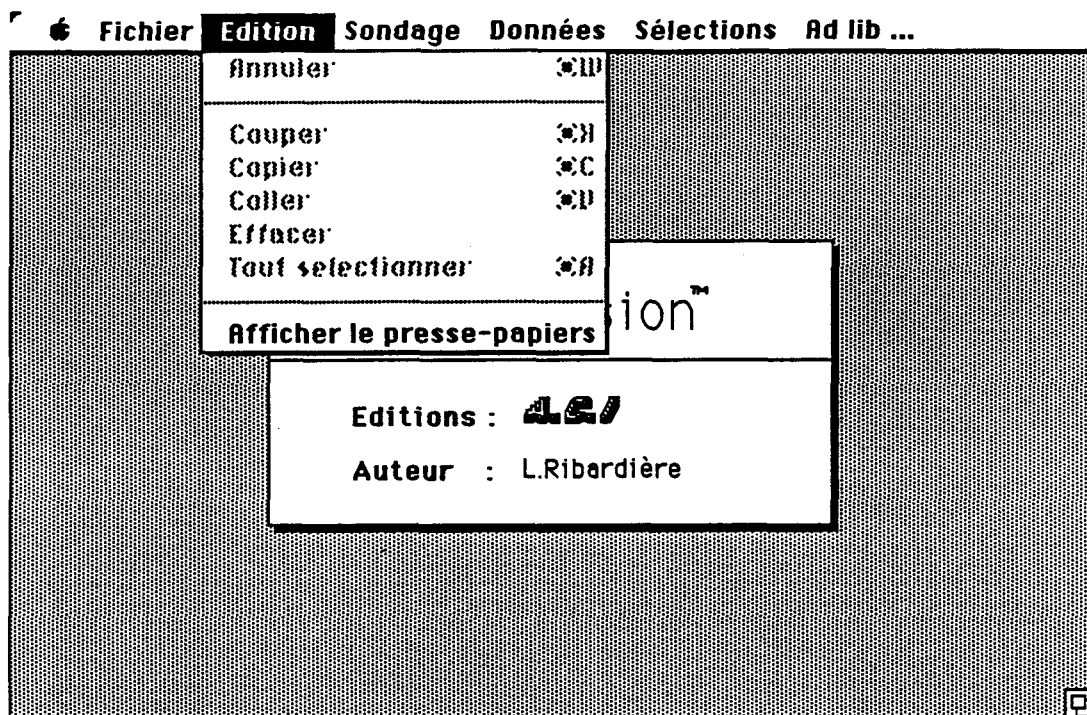 Fichier Edition Sondage Données Sélections Ad lib ...
Annuler ⌘W
Couper ⌘X
Copier ⌘C
Coller ⌘V
Effacer
Tout selectionner ⌘A
Afficher le presse-papiers
sion™
Editions :
Auteur : L.Ribardière